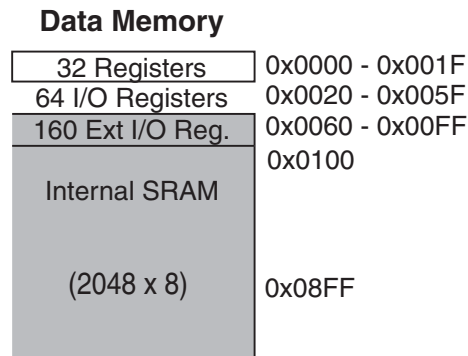 Data Memory
32 Registers 0x0000 - 0x001F
64 I/O Registers 0x0020 - 0x005F
160 Ext I/O Reg. 0x0060 - 0x00FF
0x0100
Internal SRAM
(2048 x 8) 0x08FF